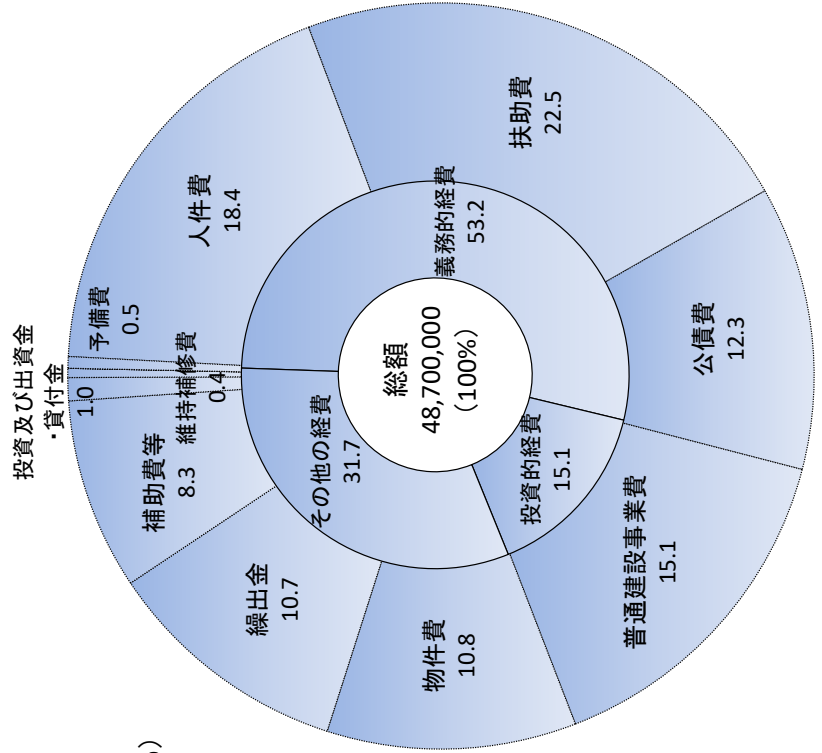 投資及び出資金
・貸付金
1.0
予備費
0.5
維持補修費
0.4
人件費
18.4
扶助費
22.5
公債費
12.3
普通建設事業費
15.1
物件費
10.8
繰出金
10.7
補助費等
8.3
義務的経費
53.2
投資的経費
15.1
その他の経費
31.7
総額
48,700,000
（100%）
）